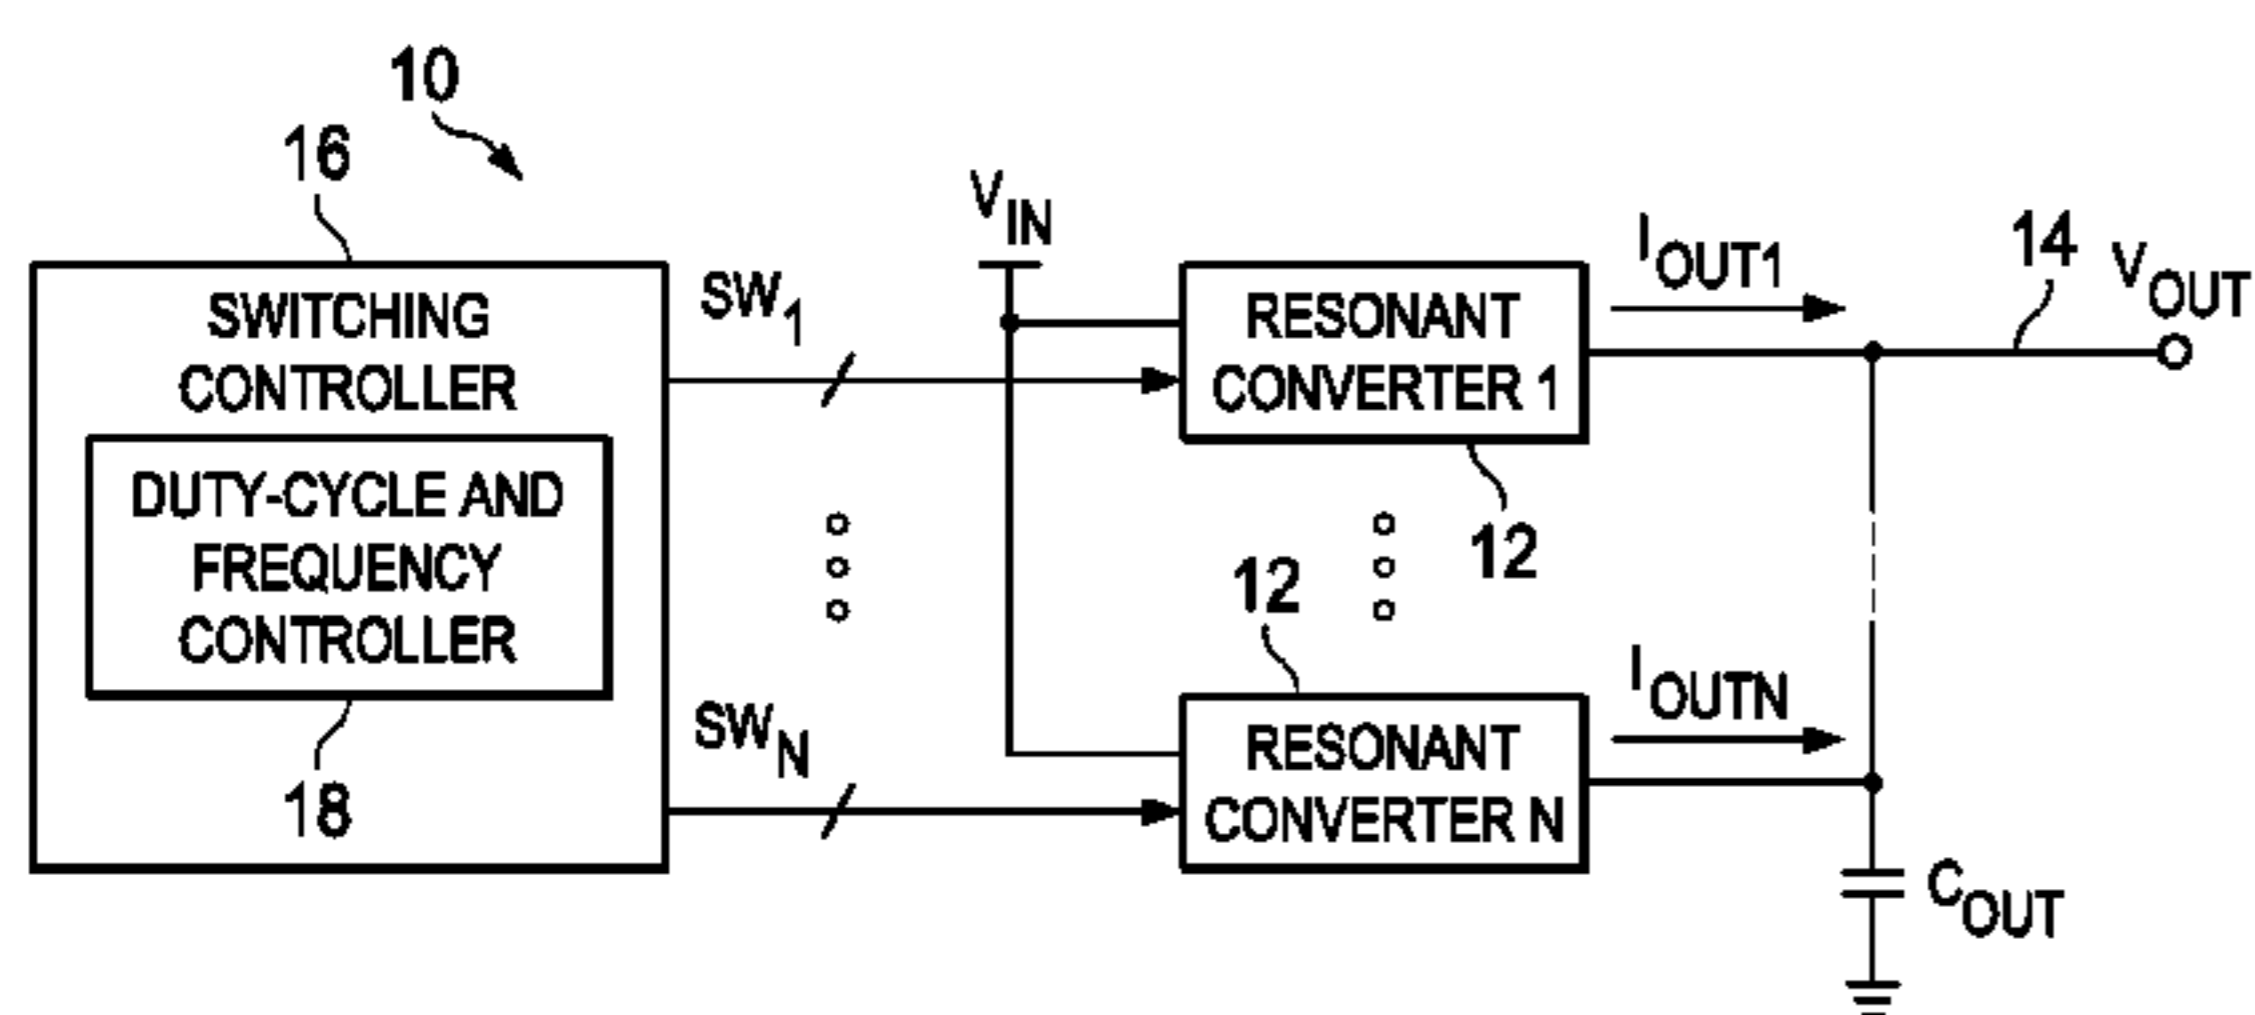 10
16
SWITCHING
CONTROLLER
DUTY-CYCLE AND
FREQUENCY
CONTROLLER
18
SW1
SWN
VIN
RESONANT
CONVERTER 1
12
12
RESONANT
CONVERTER N
IOUT1
14
VOUT
IOUTN
COUT